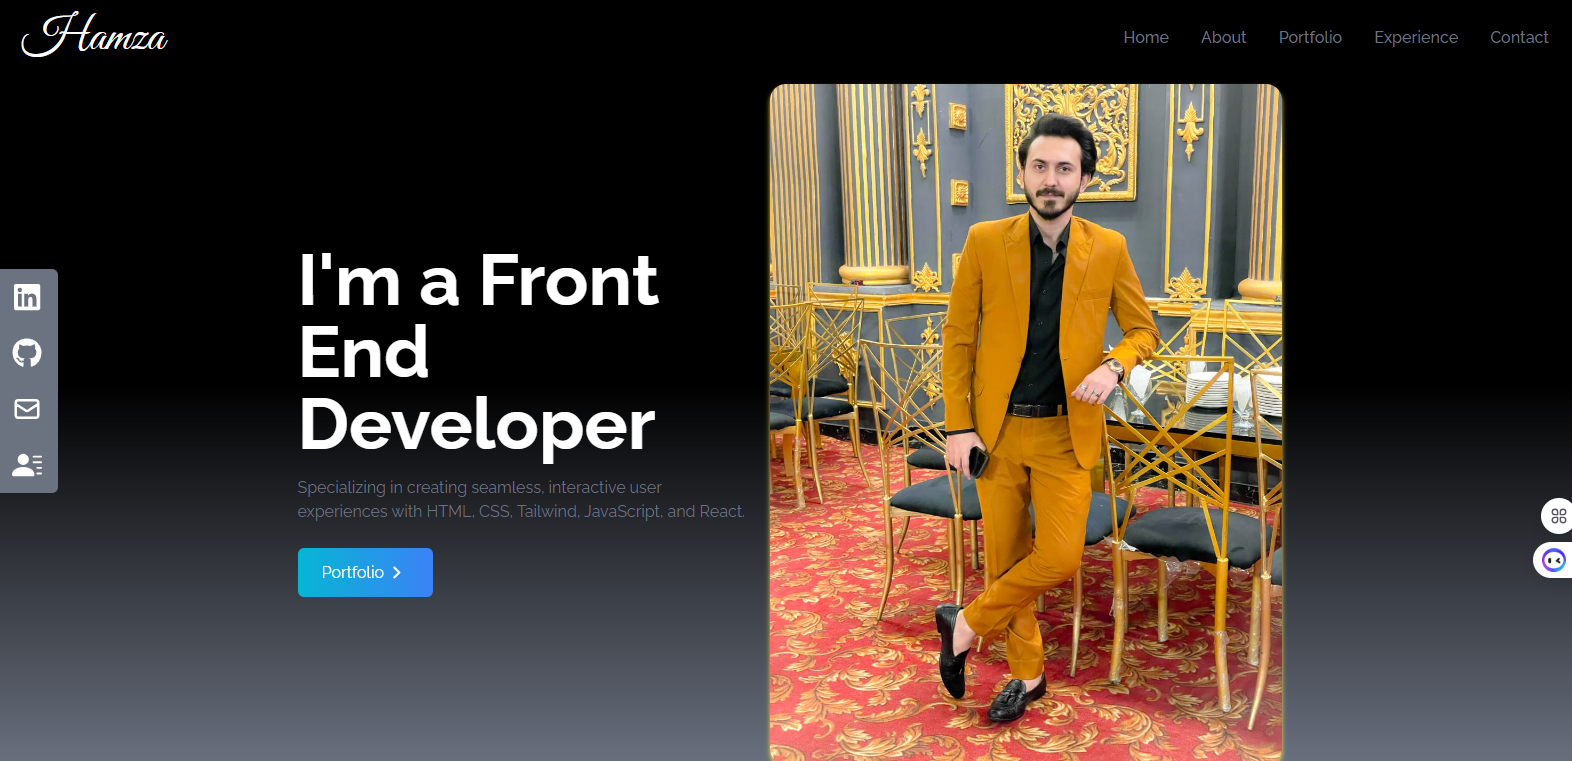 Hamza
Home
About
Portfolio
Experience
Contact
I'm a Front
End
Developer
Specializing in creating seamless, interactive user
experiences with HTML, CSS, Tailwind, JavaScript, and React.
Portfolio
in